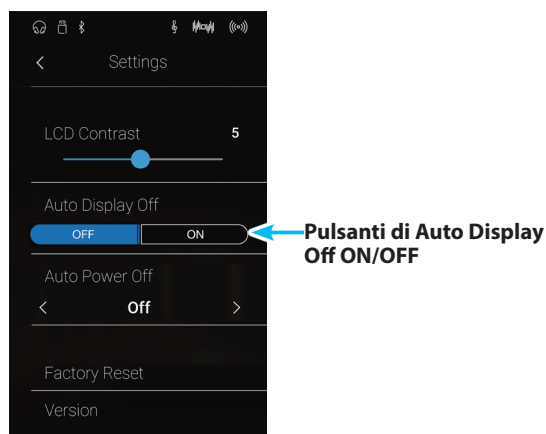 Settings
LCD Contrast 5
Auto Display Off
OFF ON
Pulsanti di Auto Display
Off ON/OFF
Auto Power Off
< Off >
Factory Reset
Version